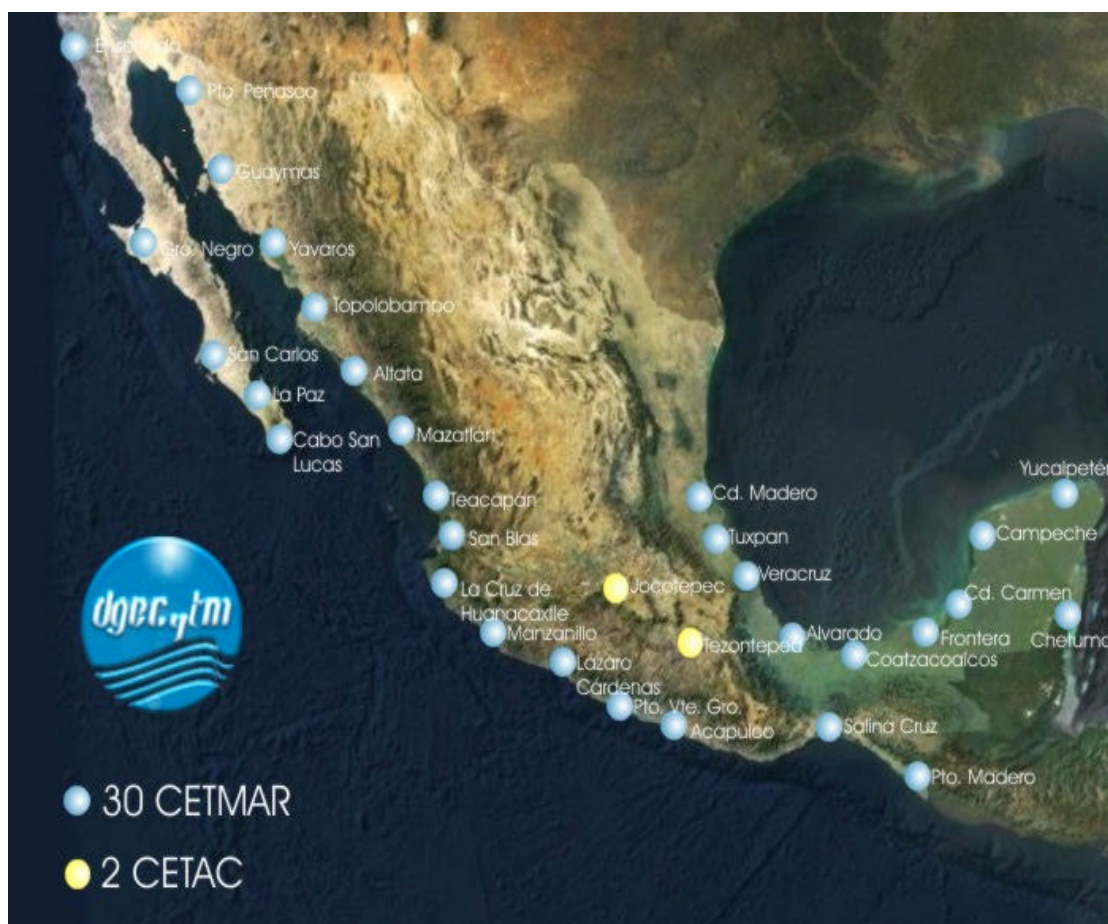 Ensenada
Pto. Peñasco
Guaymas
Gro. Negro
Yavaros
Topolobampo
San Carlos
Altata
La Paz
Mazatlán
Cabo San
Lucas
Yucalpetén
Teacapán
Cd. Madero
San Blas
Tuxpan
Campeche
La Cruz de
Huanacaxtle
Jocotepec
Veracruz
Cd. Carmen
Manzanillo
Alvarado
Frontera
Chetuma
Coatzacoalcos
Lázaro
Cárdenas
Pto. Vte. Gro.
Acapulco
Salina Cruz
Pto. Madero
dgecytm
30 CETMAR
2 CETAC